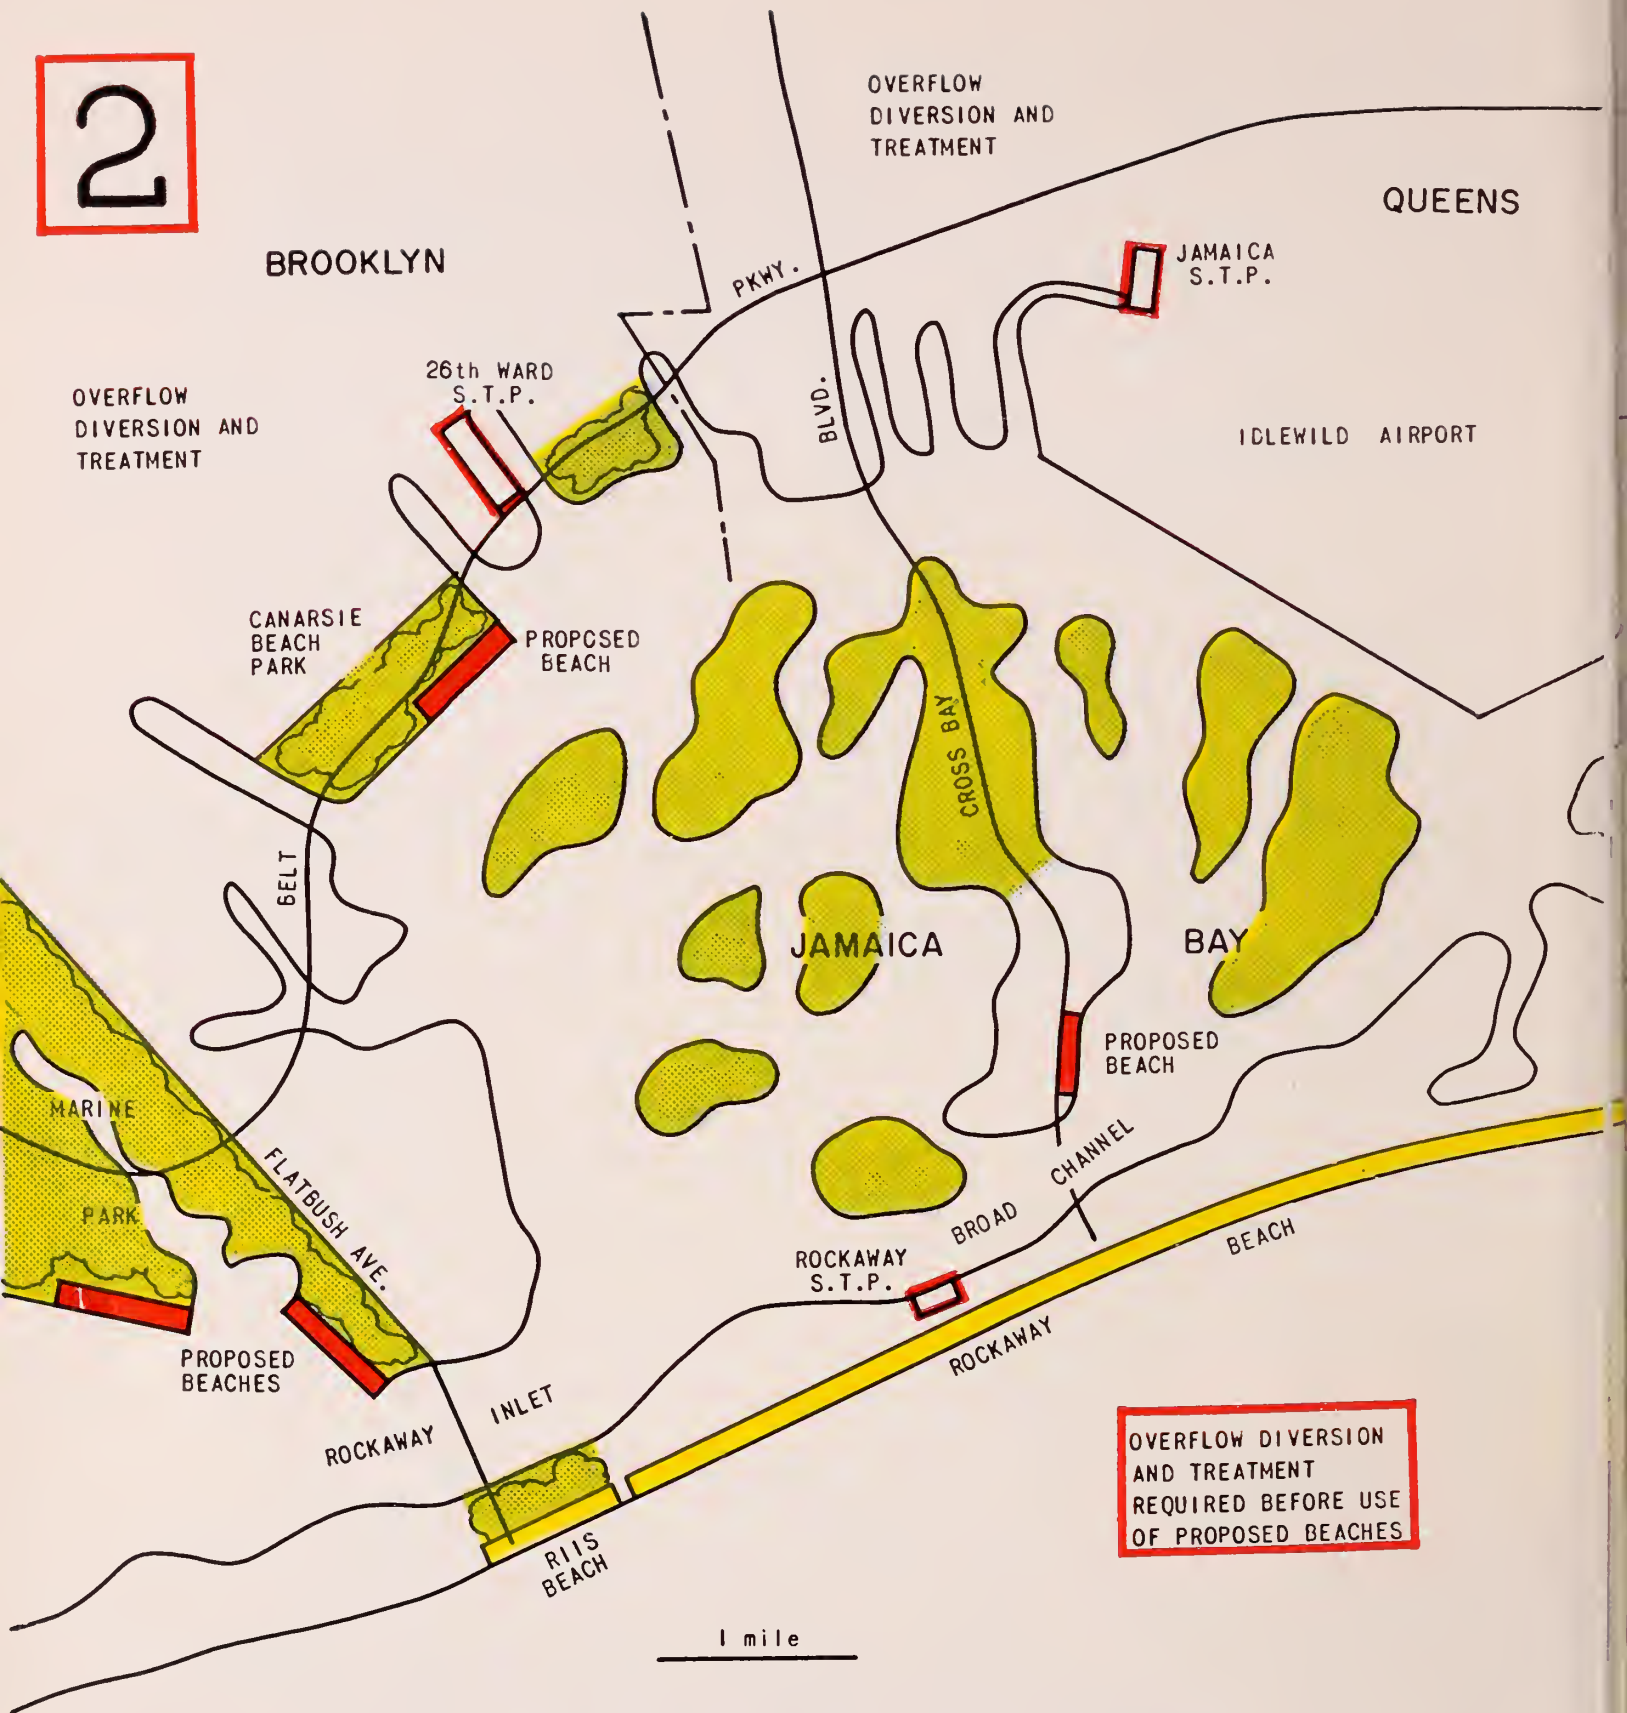 2
OVERFLOW
DIVERSION AND
TREATMENT
QUEENS
BROOKLYN
JAMAICA
S.T.P.
PKWY.
26th WARD
S.T.P.
OVERFLOW
DIVERSION AND
TREATMENT
BLVD.
IDLEWILD AIRPORT
CANARSIE
BEACH
PARK
PROPOSED
BEACH
CROSS BAY
BELT
JAMAICA BAY
PROPOSED
BEACH
MARINE
PARK
FLATBUSH AVE.
BROAD CHANNEL
ROCKAWAY
S.T.P.
ROCKAWAY BEACH
PROPOSED
BEACHES
ROCKAWAY INLET
OVERFLOW DIVERSION
AND TREATMENT
REQUIRED BEFORE USE
OF PROPOSED BEACHES
RIIS
BEACH
1 mile